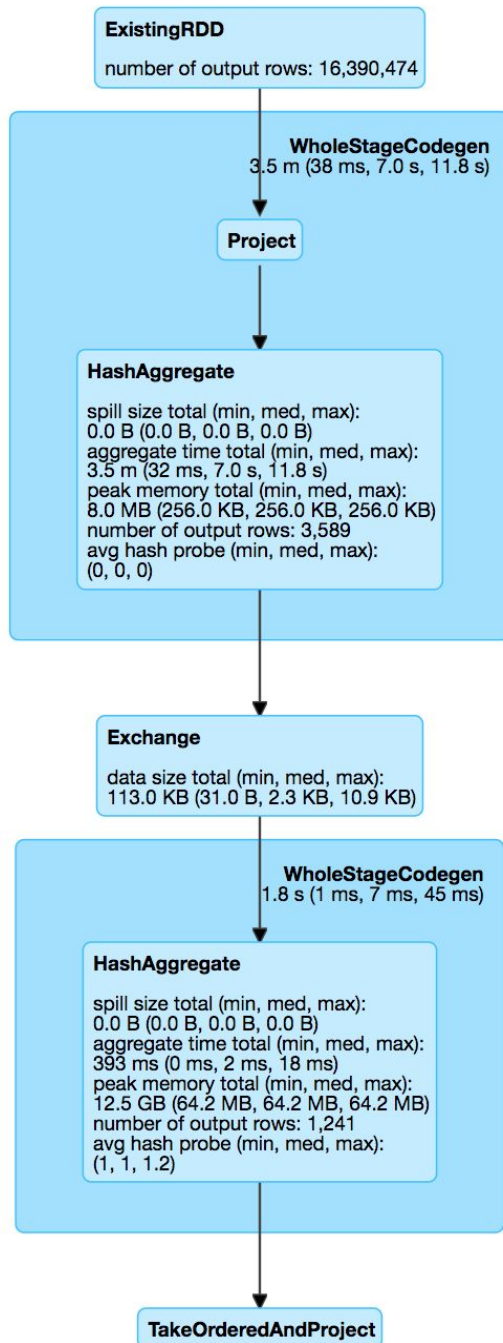 ExistingRDD
number of output rows: 16,390,474
WholeStageCodegen
3.5 m (38 ms, 7.0 s, 11.8 s)
Project
HashAggregate
spill size total (min, med, max):
0.0 B (0.0 B, 0.0 B, 0.0 B)
aggregate time total (min, med, max):
3.5 m (32 ms, 7.0 s, 11.8 s)
peak memory total (min, med, max):
8.0 MB (256.0 KB, 256.0 KB, 256.0 KB)
number of output rows: 3,589
avg hash probe (min, med, max):
(0, 0, 0)
Exchange
data size total (min, med, max):
113.0 KB (31.0 B, 2.3 KB, 10.9 KB)
WholeStageCodegen
1.8 s (1 ms, 7 ms, 45 ms)
HashAggregate
spill size total (min, med, max):
0.0 B (0.0 B, 0.0 B, 0.0 B)
aggregate time total (min, med, max):
393 ms (0 ms, 2 ms, 18 ms)
peak memory total (min, med, max):
12.5 GB (64.2 MB, 64.2 MB, 64.2 MB)
number of output rows: 1,241
avg hash probe (min, med, max):
(1, 1, 1.2)
TakeOrderedAndProject